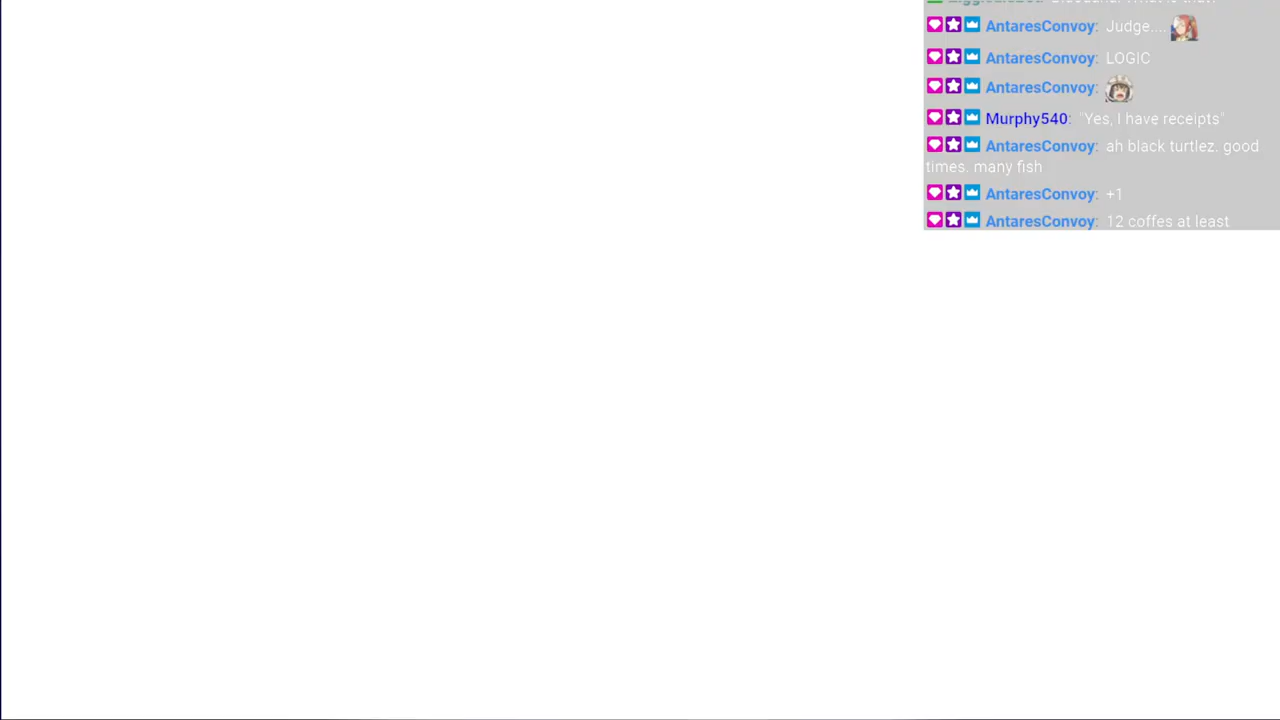 AntaresConvoy: Judge....
AntaresConvoy: LOGIC
AntaresConvoy:
Murphy540: "Yes, I have receipts"
AntaresConvoy: ah black turtlez. good
times. many fish
AntaresConvoy: +1
AntaresConvoy: 12 coffes at least